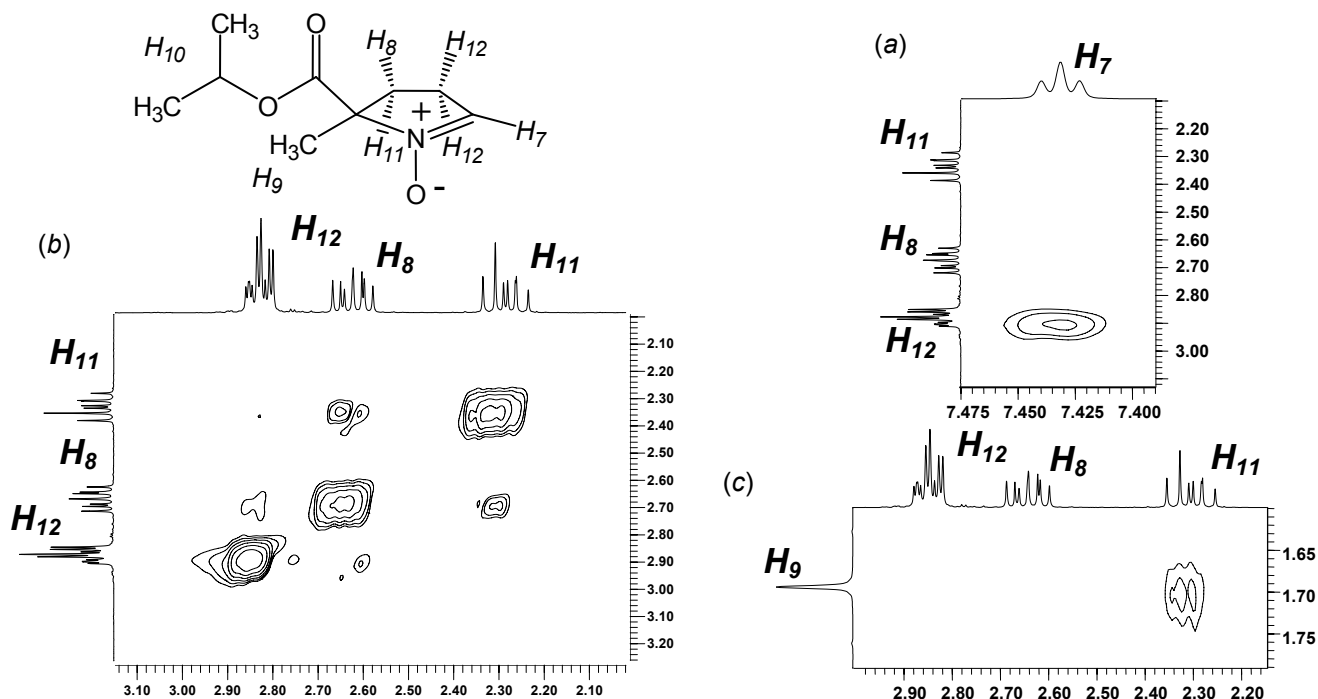 CH₃
O
H₁₀
H₃C
O
H₈
H₁₂
+
N
H₃C
H₉
H₁₁
H₁₂
H₇
O-
(a)
H₇
H₁₁
H₈
H₁₂
2.20
2.30
2.40
2.50
2.60
2.70
2.80
3.00
7.475 7.450 7.425 7.400
(b)
H₁₂
H₈
H₁₁
H₁₁
H₈
H₁₂
2.10
2.20
2.30
2.40
2.50
2.60
2.70
2.80
2.90
3.00
3.10
3.20
3.10 3.00 2.90 2.80 2.70 2.60 2.50 2.40 2.30 2.20 2.10
(c)
H₁₂
H₈
H₁₁
H₉
1.65
1.70
1.75
2.90 2.80 2.70 2.60 2.50 2.40 2.30 2.20